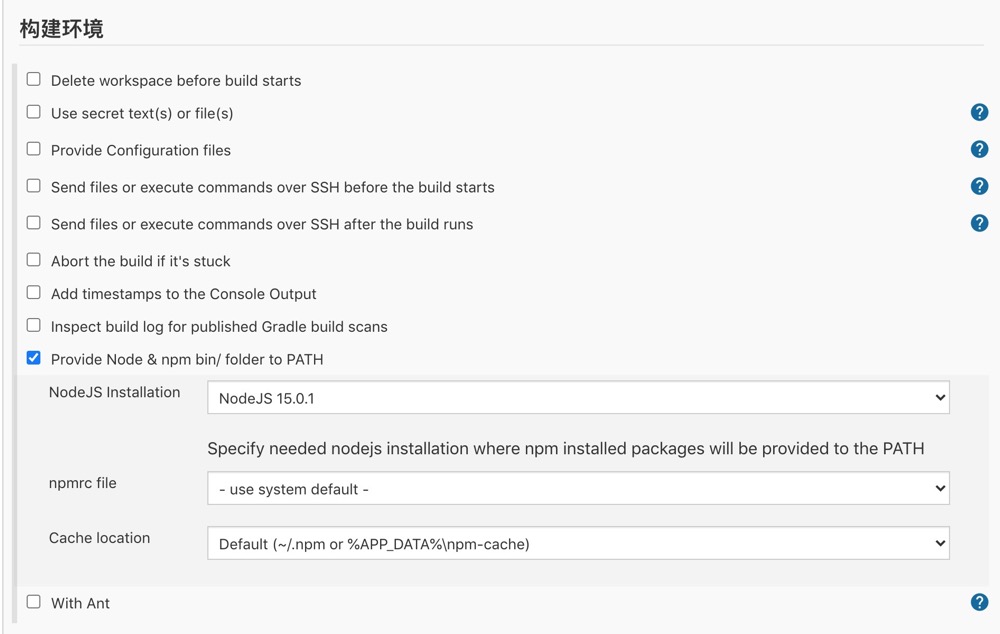 构建环境
Delete workspace before build starts
Use secret text(s) or file(s)
?
Provide Configuration files
?
Send files or execute commands over SSH before the build starts
?
Send files or execute commands over SSH after the build runs
?
Abort the build if it's stuck
Add timestamps to the Console Output
Inspect build log for published Gradle build scans
Provide Node & npm bin/ folder to PATH
NodeJS Installation
NodeJS 15.0.1
Specify needed nodejs installation where npm installed packages will be provided to the PATH
npmrc file
- use system default -
Cache location
Default (~/.npm or %APP_DATA%\npm-cache)
With Ant
?